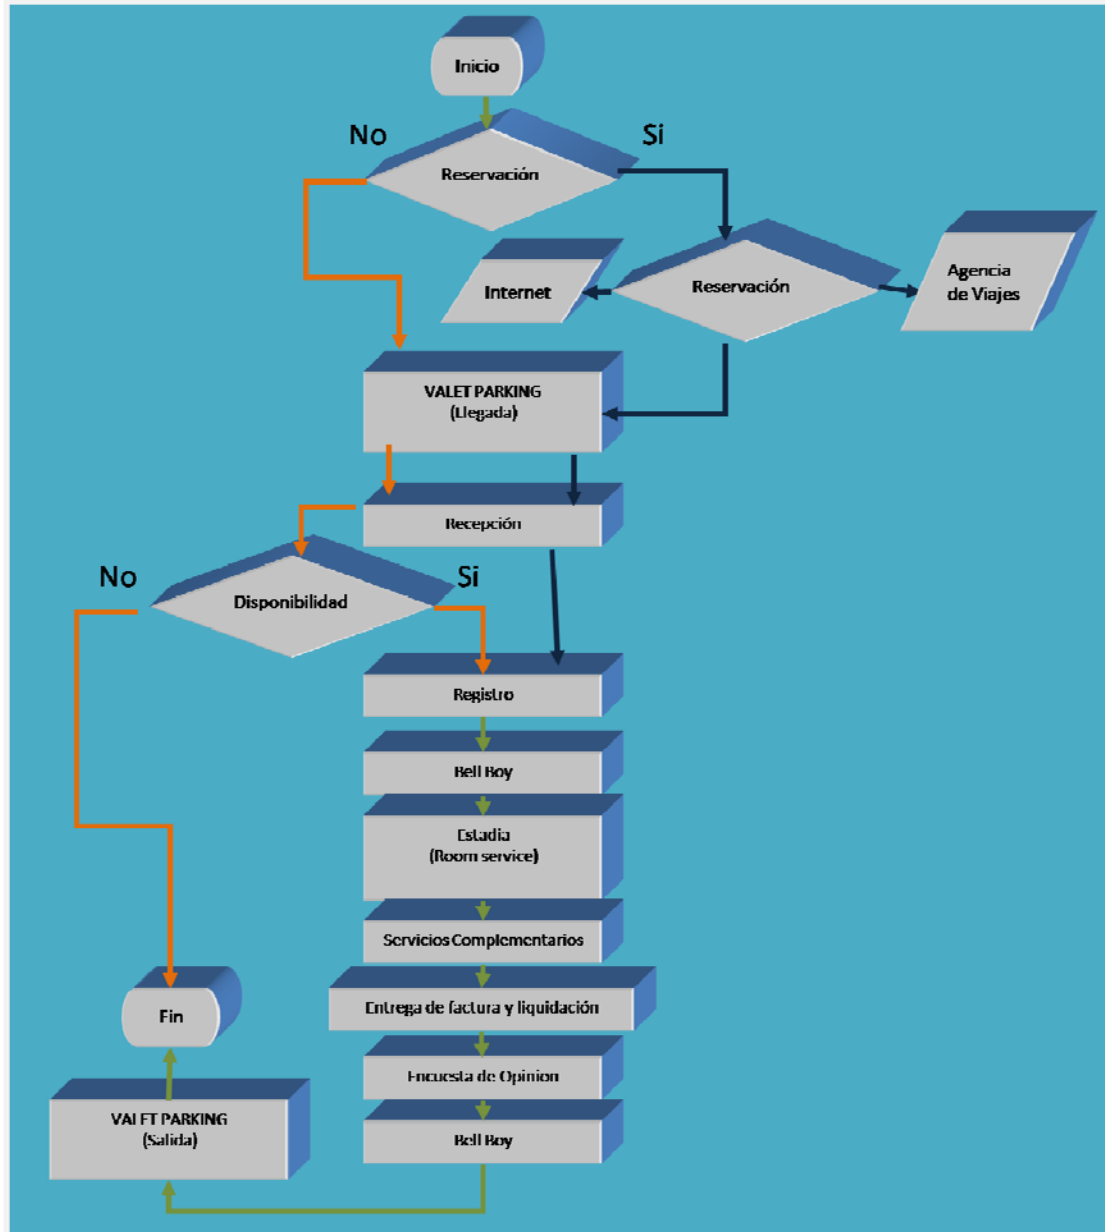 Inicio
No
Si
Reservación
Internet
Reservación
Agencia
de Viajes
VALET PARKING
(Llegada)
Recepción
No
Si
Disponibilidad
Registro
Bell Boy
Estadía
(Room service)
Servicios Complementarios
Entrega de factura y liquidación
Fin
Encuesta de Opinion
VALET PARKING
(Salida)
Bell Boy